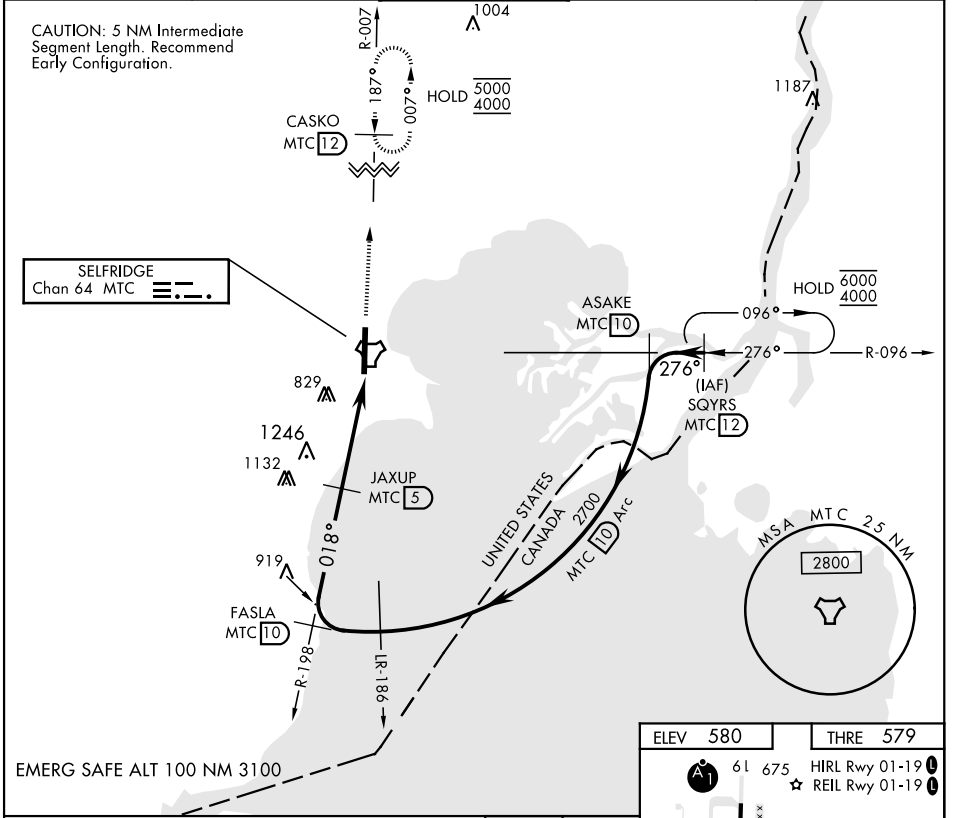 CAUTION: 5 NM Intermediate
Segment Length. Recommend
Early Configuration.
R-007
1004
187°
007°
HOLD 5000
4000
CASKO
MTC 12
1187
SELFRIDGE
Chan 64 MTC
ASAKE
MTC 10
HOLD 6000
4000
096°
276°
R-096
276°
(IAF)
SQYRS
MTC 12
829
1246
1132
JAXUP
MTC 5
018°
UNITED STATES
CANADA
2700
MTC 10 Arc
MSA MTC 25 NM
2800
919
FASLA
MTC 10
R-198
LR-186
EMERG SAFE ALT 100 NM 3100
ELEV 580
THRE 579
A1
61
675
HIRL Rwy 01-19 L
REIL Rwy 01-19 L
X X